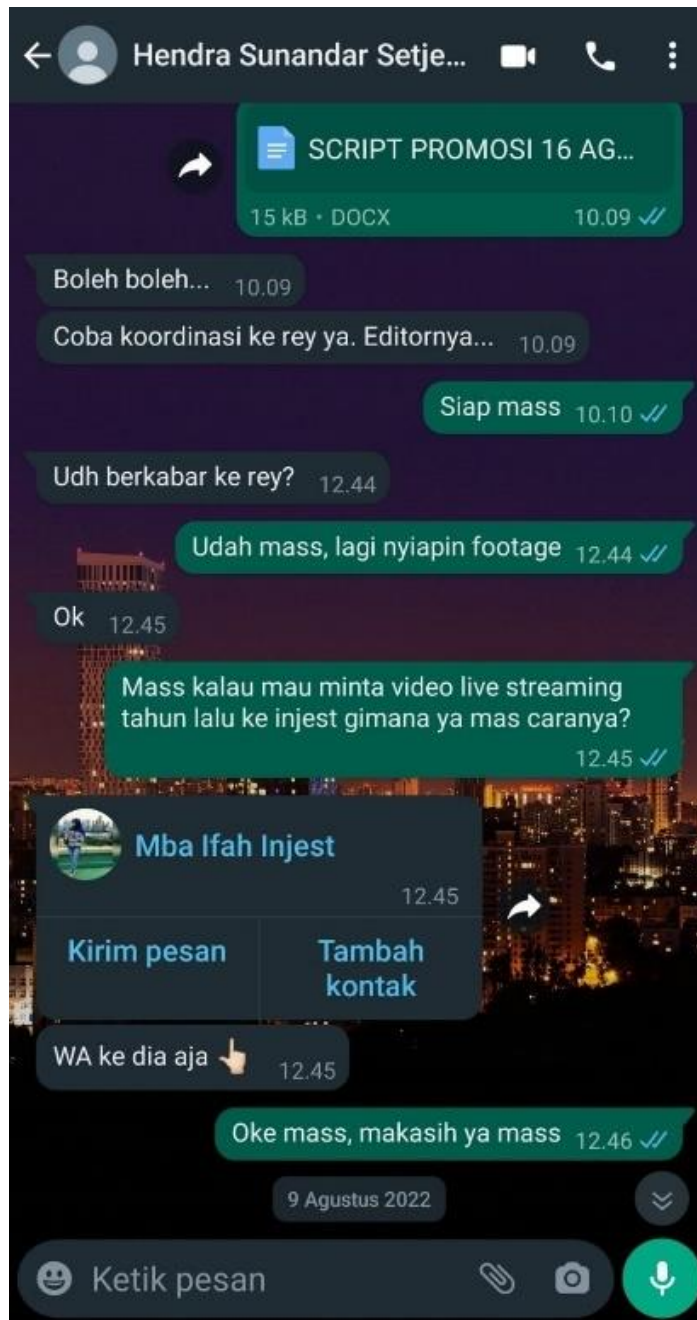 Hendra Sunandar Setje...
SCRIPT PROMOSI 16 AG...
15 kB • DOCX 10.09
Boleh boleh... 10.09
Coba koordinasi ke rey ya. Editornya... 10.09
Siap mass 10.10
Udh berkabar ke rey? 12.44
Udah mass, lagi nyiapin footage 12.44
Ok 12.45
Mass kalau mau minta video live streaming
tahun lalu ke injest gimana ya mas caranya?
12.45
Mba Ifah Injest
12.45
Kirim pesan Tambah
kontak
WA ke dia aja 👆🏻 12.45
Oke mass, makasih ya mass 12.46
9 Agustus 2022
Ketik pesan